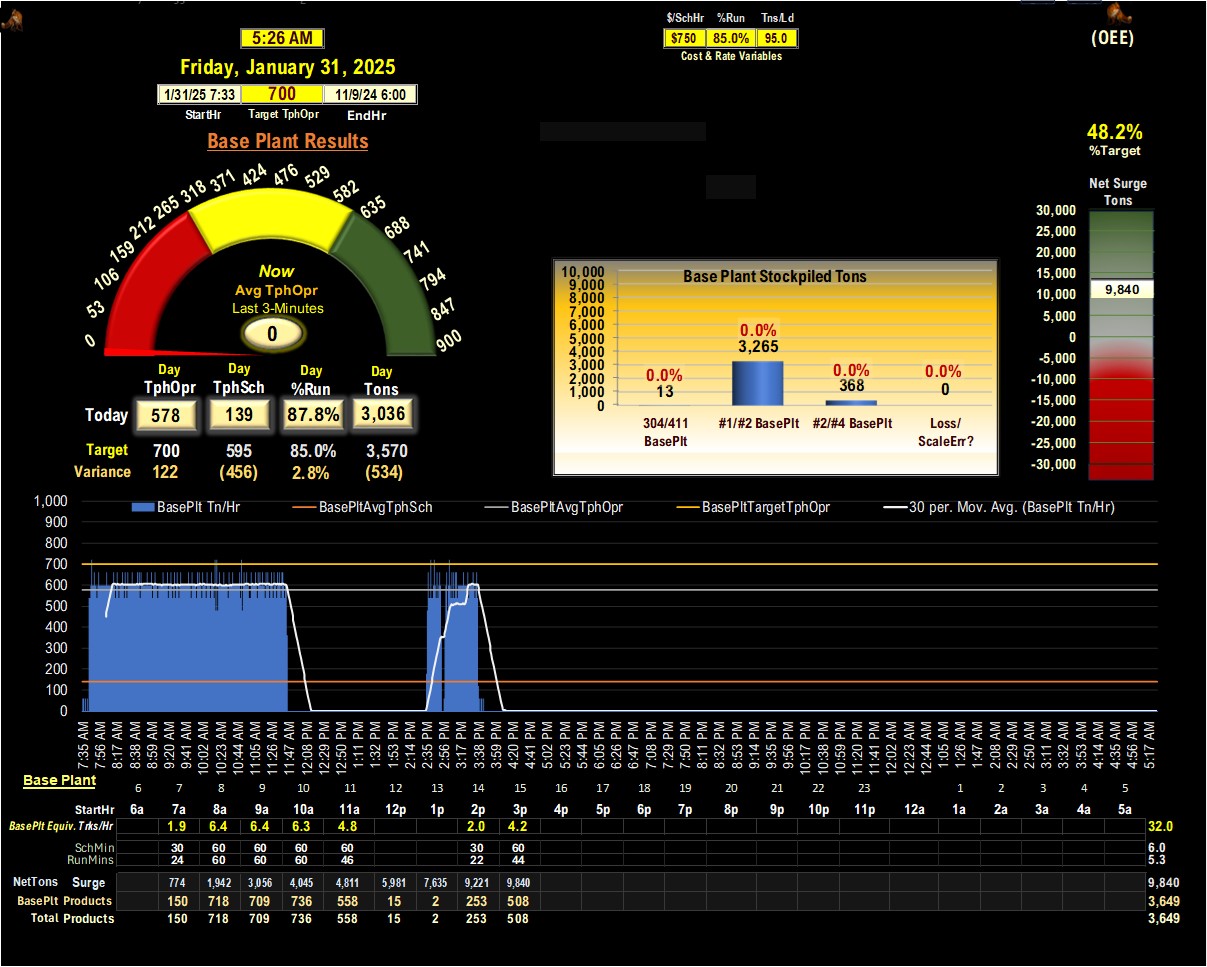 $/SchHr %Run Tns/Ld
$750 85.0% 95.0
Cost & Rate Variables
(OEE)
5:26 AM
Friday, January 31, 2025
1/31/25 7:33 700 11/9/24 6:00
StartHr Target TphOpr EndHr
Base Plant Results
48.2%
%Target
Net Surge
Tons
30,000
25,000
20,000
15,000
9,840
10,000
5,000
0
-5,000
-10,000
-15,000
-20,000
-25,000
-30,000
0 53 106 159 212 265 318 371 424 476 529 582 635 688 741 794 847 900
Now
Avg TphOpr
Last 3-Minutes
0
Day Day Day Day
TphOpr TphSch %Run Tons
Today 578 139 87.8% 3,036
Target 700 595 85.0% 3,570
Variance 122 (456) 2.8% (534)
Base Plant Stockpiled Tons
10,000
9,000
8,000
7,000
6,000
5,000
4,000
3,000
2,000
1,000
0
0.0% 0.0% 0.0% 0.0%
13 3,265 368 0
304/411 BasePlt #1/#2 BasePlt #2/#4 BasePlt Loss/ ScaleErr?
BasePlt Tn/Hr BasePltAvgTphSch BasePltAvgTphOpr BasePltTargetTphOpr 30 per. Mov. Avg. (BasePlt Tn/Hr)
1,000
900
800
700
600
500
400
300
200
100
0
7:35 AM 7:56 AM 8:17 AM 8:38 AM 8:59 AM 9:20 AM 9:41 AM 10:02 AM 10:23 AM 10:44 AM 11:05 AM 11:26 AM 11:47 AM 12:08 PM 12:29 PM 12:50 PM 1:11 PM 1:32 PM 1:53 PM 2:14 PM 2:35 PM 2:56 PM 3:17 PM 3:38 PM 3:59 PM 4:20 PM 4:41 PM 5:02 PM 5:23 PM 5:44 PM 6:05 PM 6:26 PM 6:47 PM 7:08 PM 7:29 PM 7:50 PM 8:11 PM 8:32 PM 8:53 PM 9:14 PM 9:35 PM 9:56 PM 10:17 PM 10:38 PM 10:59 PM 11:20 PM 11:41 PM 12:23 AM 12:44 AM 1:05 AM 1:26 AM 1:47 AM 2:08 AM 2:29 AM 2:50 AM 3:11 AM 3:32 AM 3:53 AM 4:14 AM 4:35 AM 4:56 AM 5:17 AM
Base Plant
6 7 8 9 10 11 12 13 14 15 16 17 18 19 20 21 22 23 1 2 3 4 5
StartHr 6a 7a 8a 9a 10a 11a 12p 1p 2p 3p 4p 5p 6p 7p 8p 9p 10p 11p 12a 1a 2a 3a 4a 5a
BasePlt Equiv. Trks/Hr 1.9 6.4 6.4 6.3 4.8 2.0 4.2 32.0
SchMin 30 60 60 60 60 30 60 6.0
RunMins 24 60 60 60 46 22 44 5.3
NetTons Surge 774 1,942 3,056 4,045 4,811 5,981 7,635 9,221 9,840 9,840
BasePlt Products 150 718 709 736 558 15 2 253 508 3,649
Total Products 150 718 709 736 558 15 2 253 508 3,649